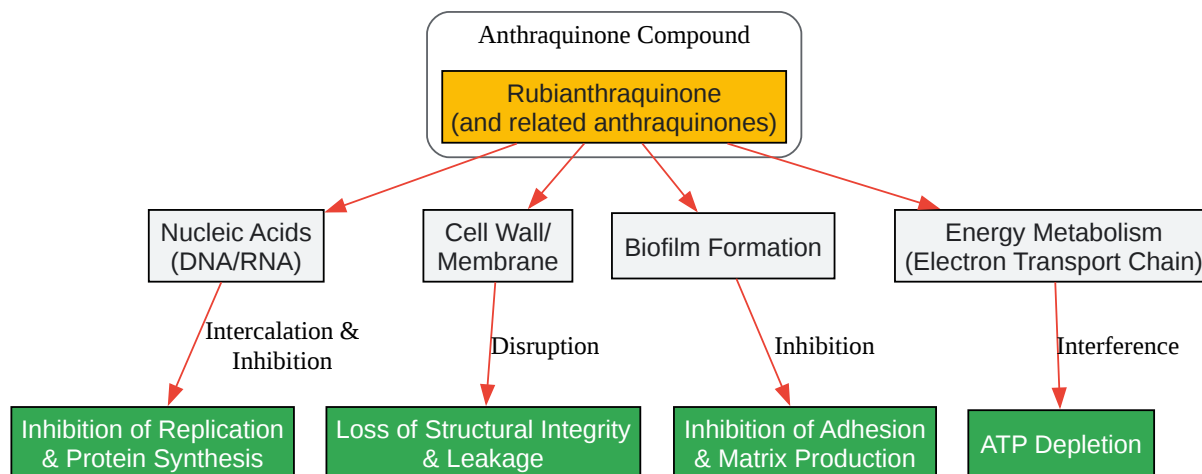 Anthraquinone Compound
Rubianthraquinone
(and related anthraquinones)
Nucleic Acids
(DNA/RNA)
Cell Wall/
Membrane
Biofilm Formation
Energy Metabolism
(Electron Transport Chain)
Intercalation &
Inhibition
Disruption
Inhibition
Interference
Inhibition of Replication
& Protein Synthesis
Loss of Structural Integrity
& Leakage
Inhibition of Adhesion
& Matrix Production
ATP Depletion